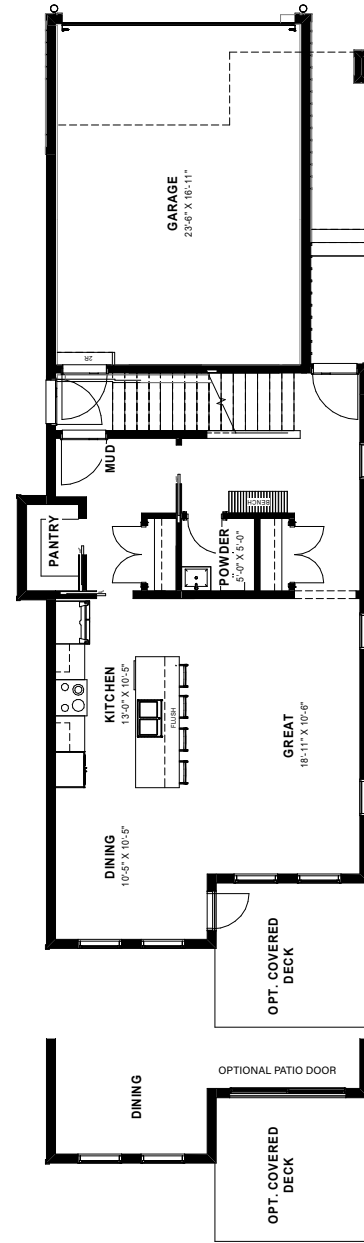 GARAGE
23'-6" X 16'-11"
2R
MUD
PANTRY
BENCH
POWDER
5'-0" X 5'-0"
KITCHEN
13'-0" X 10'-5"
FLUSH
GREAT
18'-11" X 10'-6"
DINING
10'-5" X 10'-5"
OPT. COVERED
DECK
OPTIONAL PATIO DOOR
DINING
OPT. COVERED
DECK